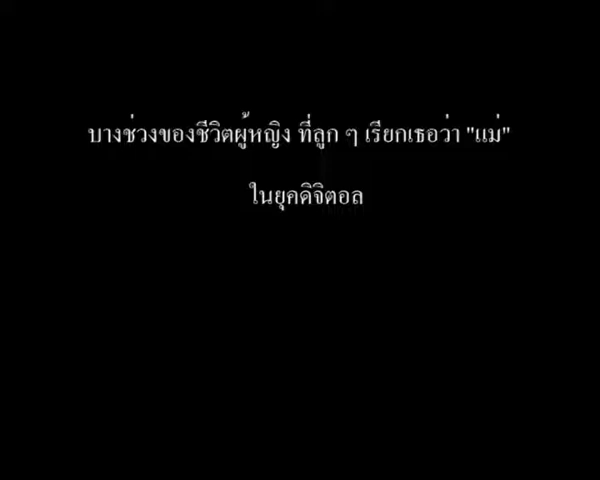 บางช่วงของชีวิตผู้หญิง ที่ลูก ๆ เรียกเธอว่า "แม่"
ในยุคดิจิตอล